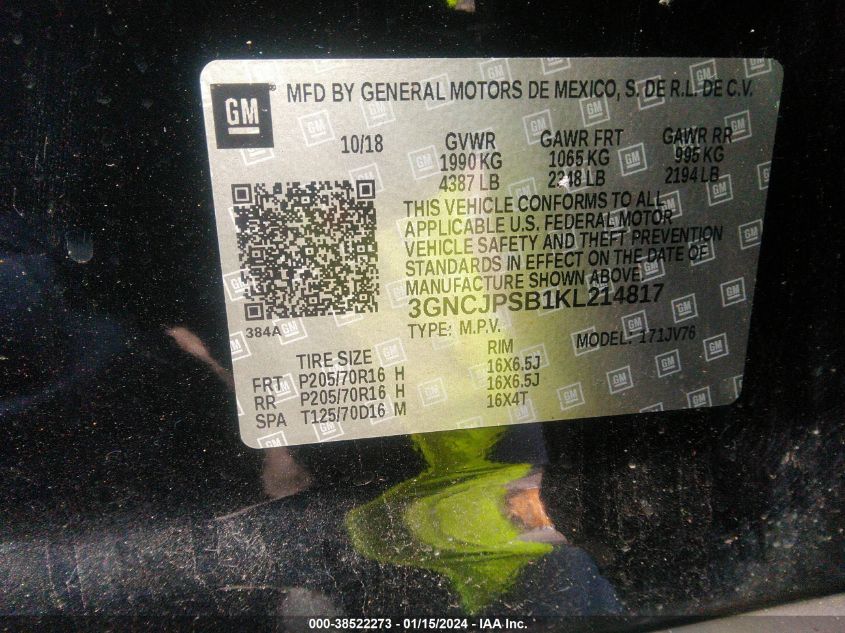 GM MFD BY GENERAL MOTORS DE MEXICO, S. DE R.L. DE C.V.
10/18 GVWR GAWR FRT GAWR RR
1990 KG 1065 KG 995 KG
4387 LB 2348 LB 2194 LB
THIS VEHICLE CONFORMS TO ALL
APPLICABLE U.S. FEDERAL MOTOR
VEHICLE SAFETY AND THEFT PREVENTION
STANDARDS IN EFFECT ON THE DATE OF
MANUFACTURE SHOWN ABOVE.
3GNCJPSB1KL214817
384A TYPE: M.P.V. MODEL: 171JV76
TIRE SIZE RIM
FRT P205/70R16 H 16X6.5J
RR P205/70R16 H 16X6.5J
SPA T125/70D16 M 16X4T
000-38522273 - 01/15/2024 - IAA Inc.